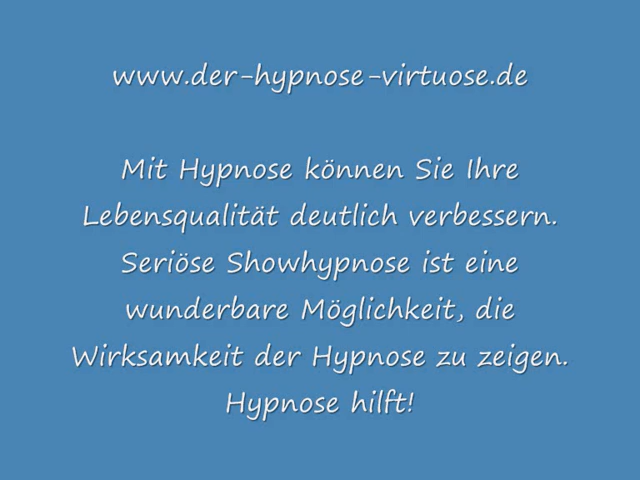 www.der-hypnose-virtuose.de
Mit Hypnose können Sie Ihre
Lebensqualität deutlich verbessern.
Seriöse Showhypnose ist eine
wunderbare Möglichkeit, die
Wirksamkeit der Hypnose zu zeigen.
Hypnose hilft!